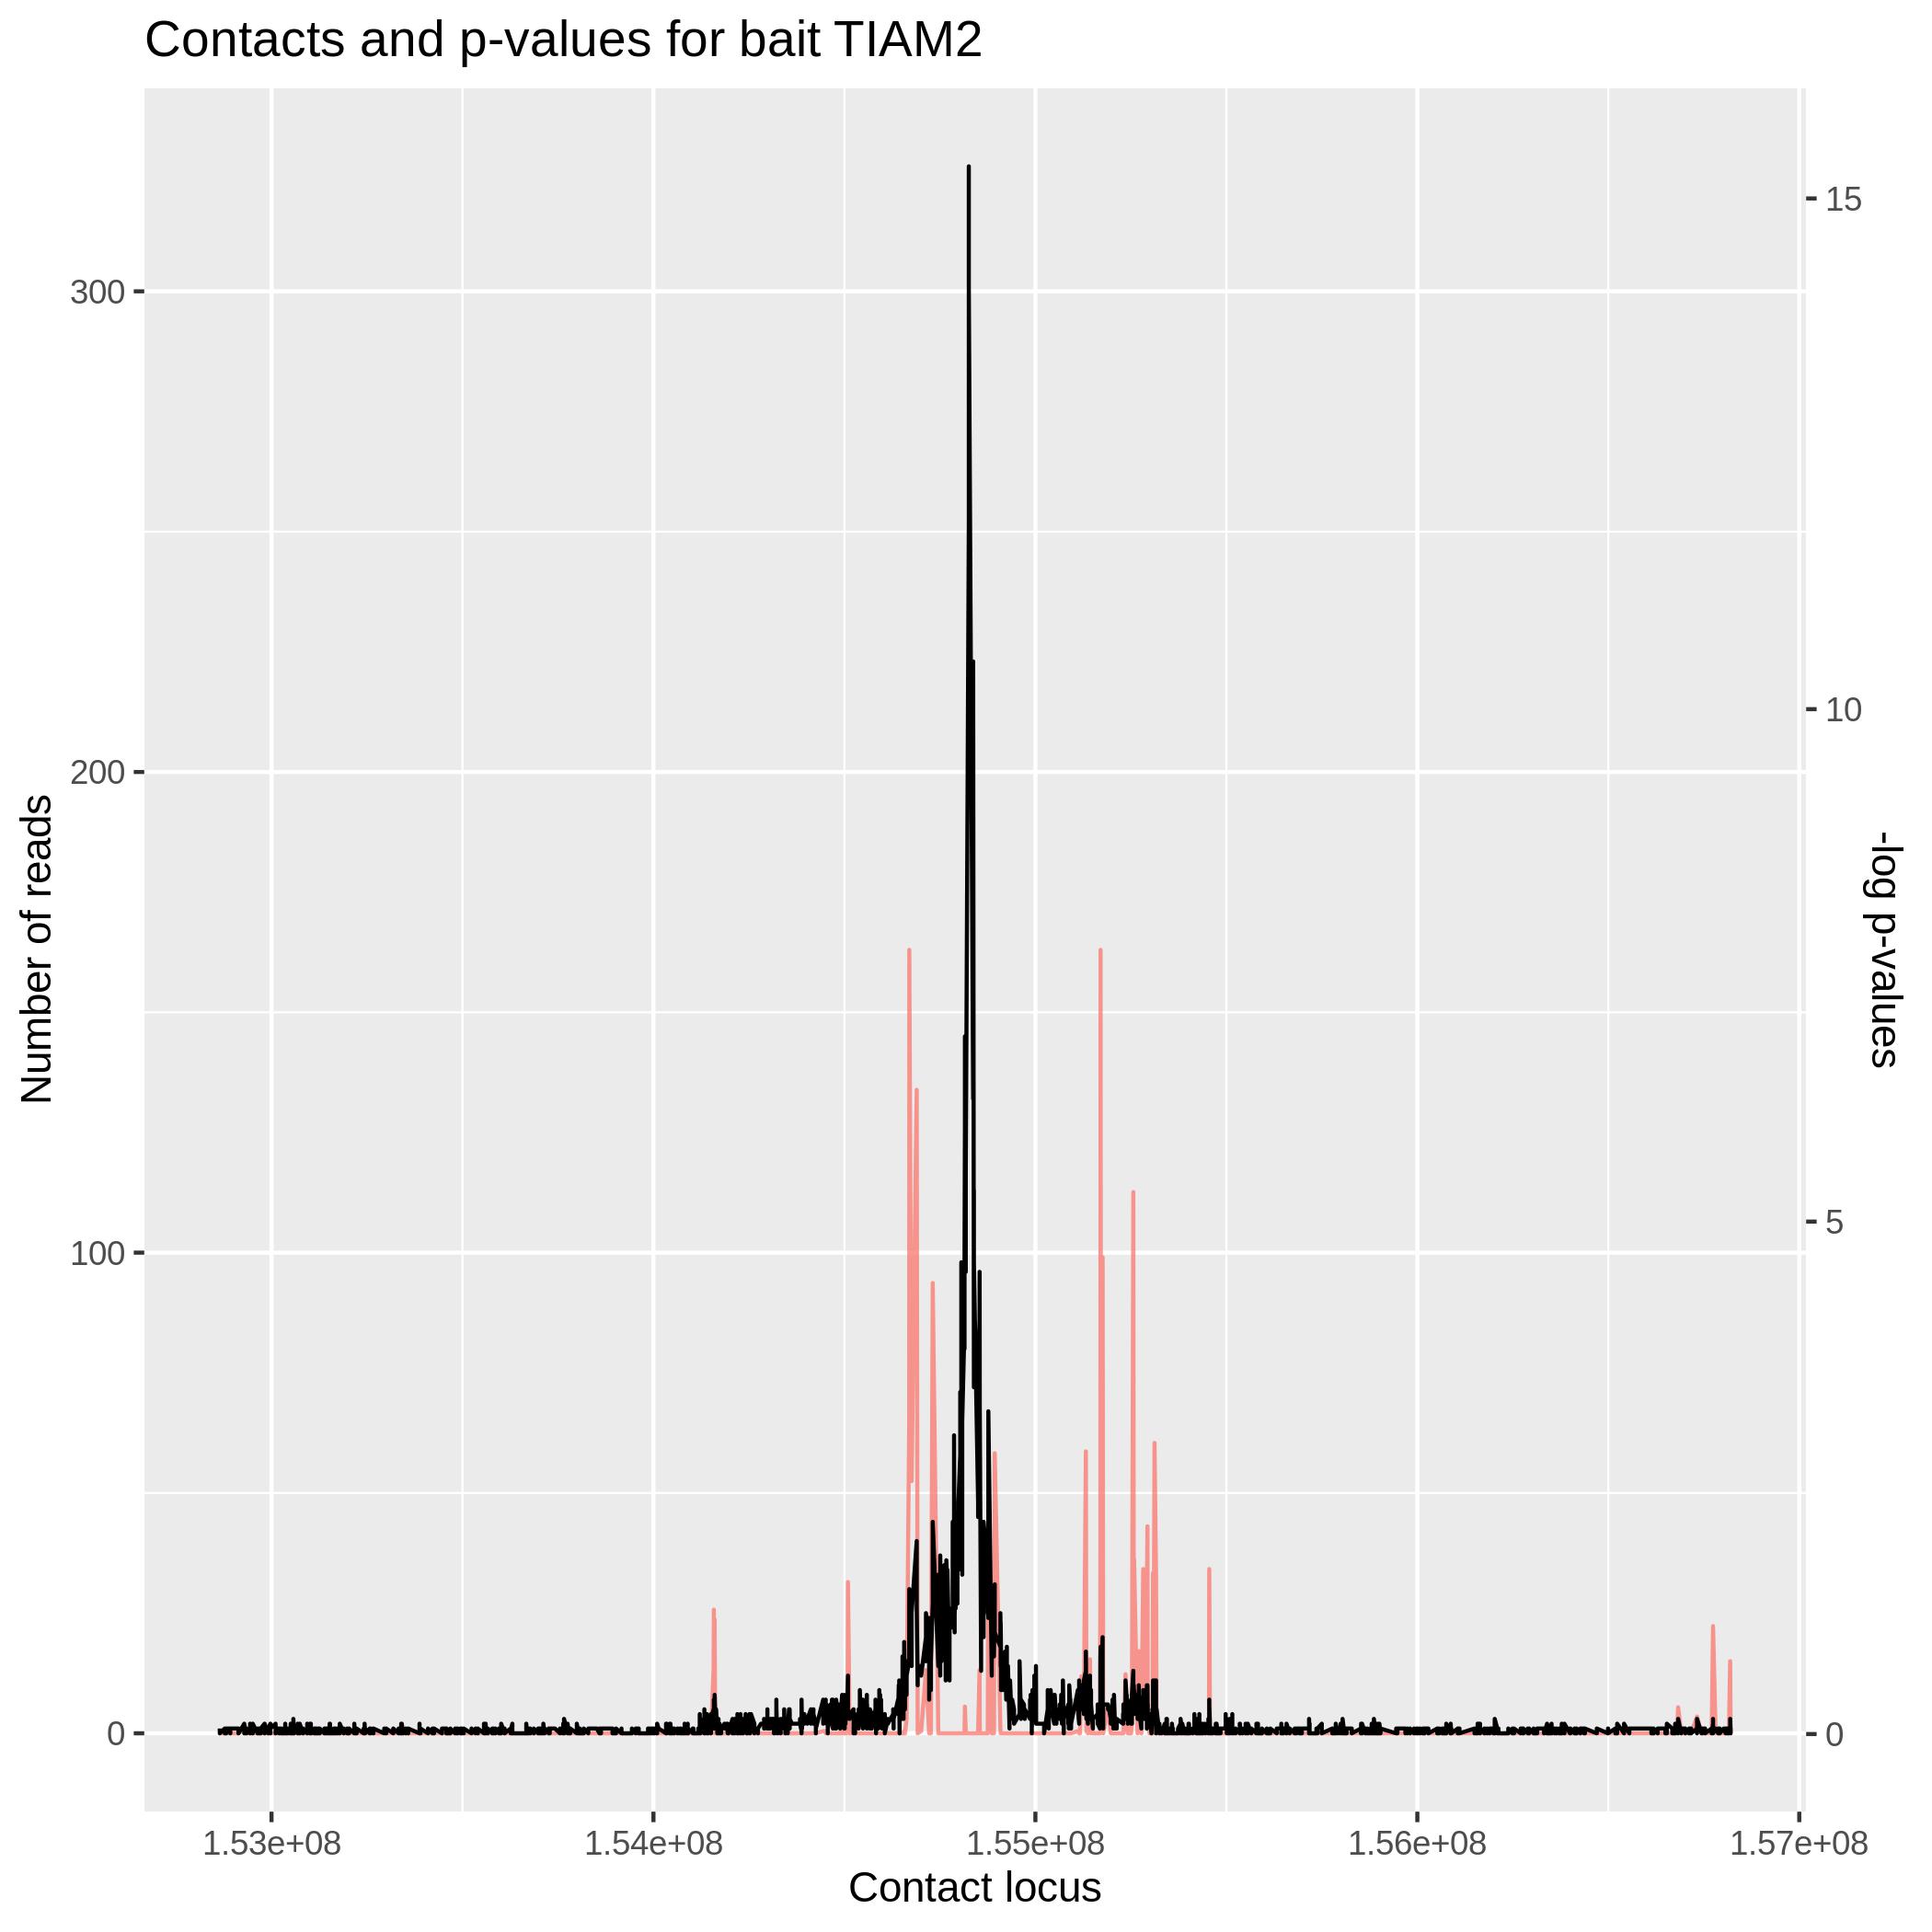 Contacts and p-values for bait TIAM2
Number of reads
300
200
100
0
15
10
5
0
-log p-values
1.53e+08
1.54e+08
1.55e+08
1.56e+08
1.57e+08
Contact locus